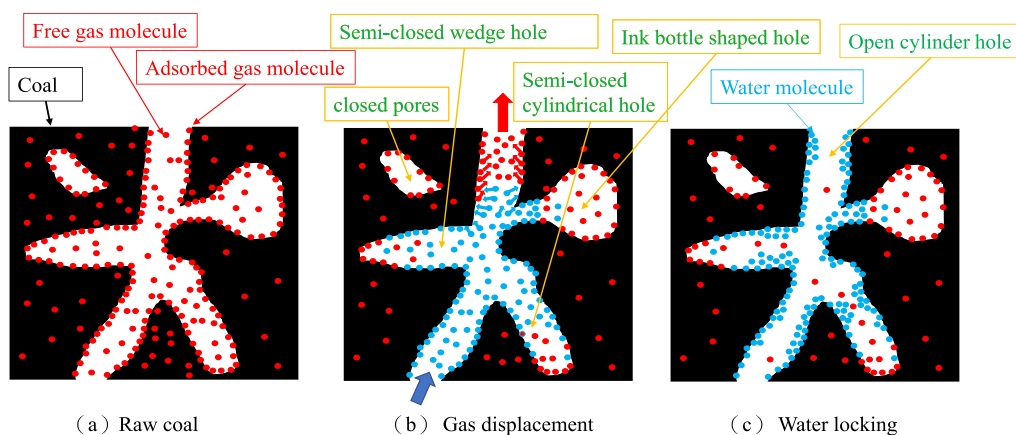 Free gas molecule
Semi-closed wedge hole
Ink bottle shaped hole
Open cylinder hole
Coal
Adsorbed gas molecule
closed pores
Semi-closed
cylindrical hole
Water molecule
(a) Raw coal
(b) Gas displacement
(c) Water locking